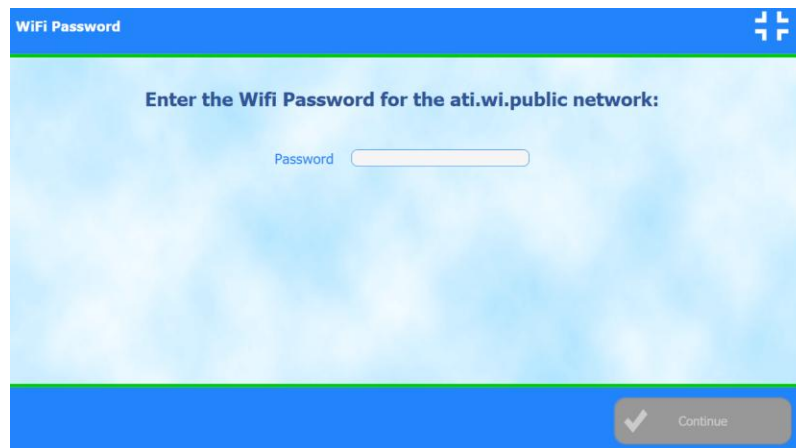 WiFi Password
Enter the Wifi Password for the ati.wi.public network:
Password
Continue